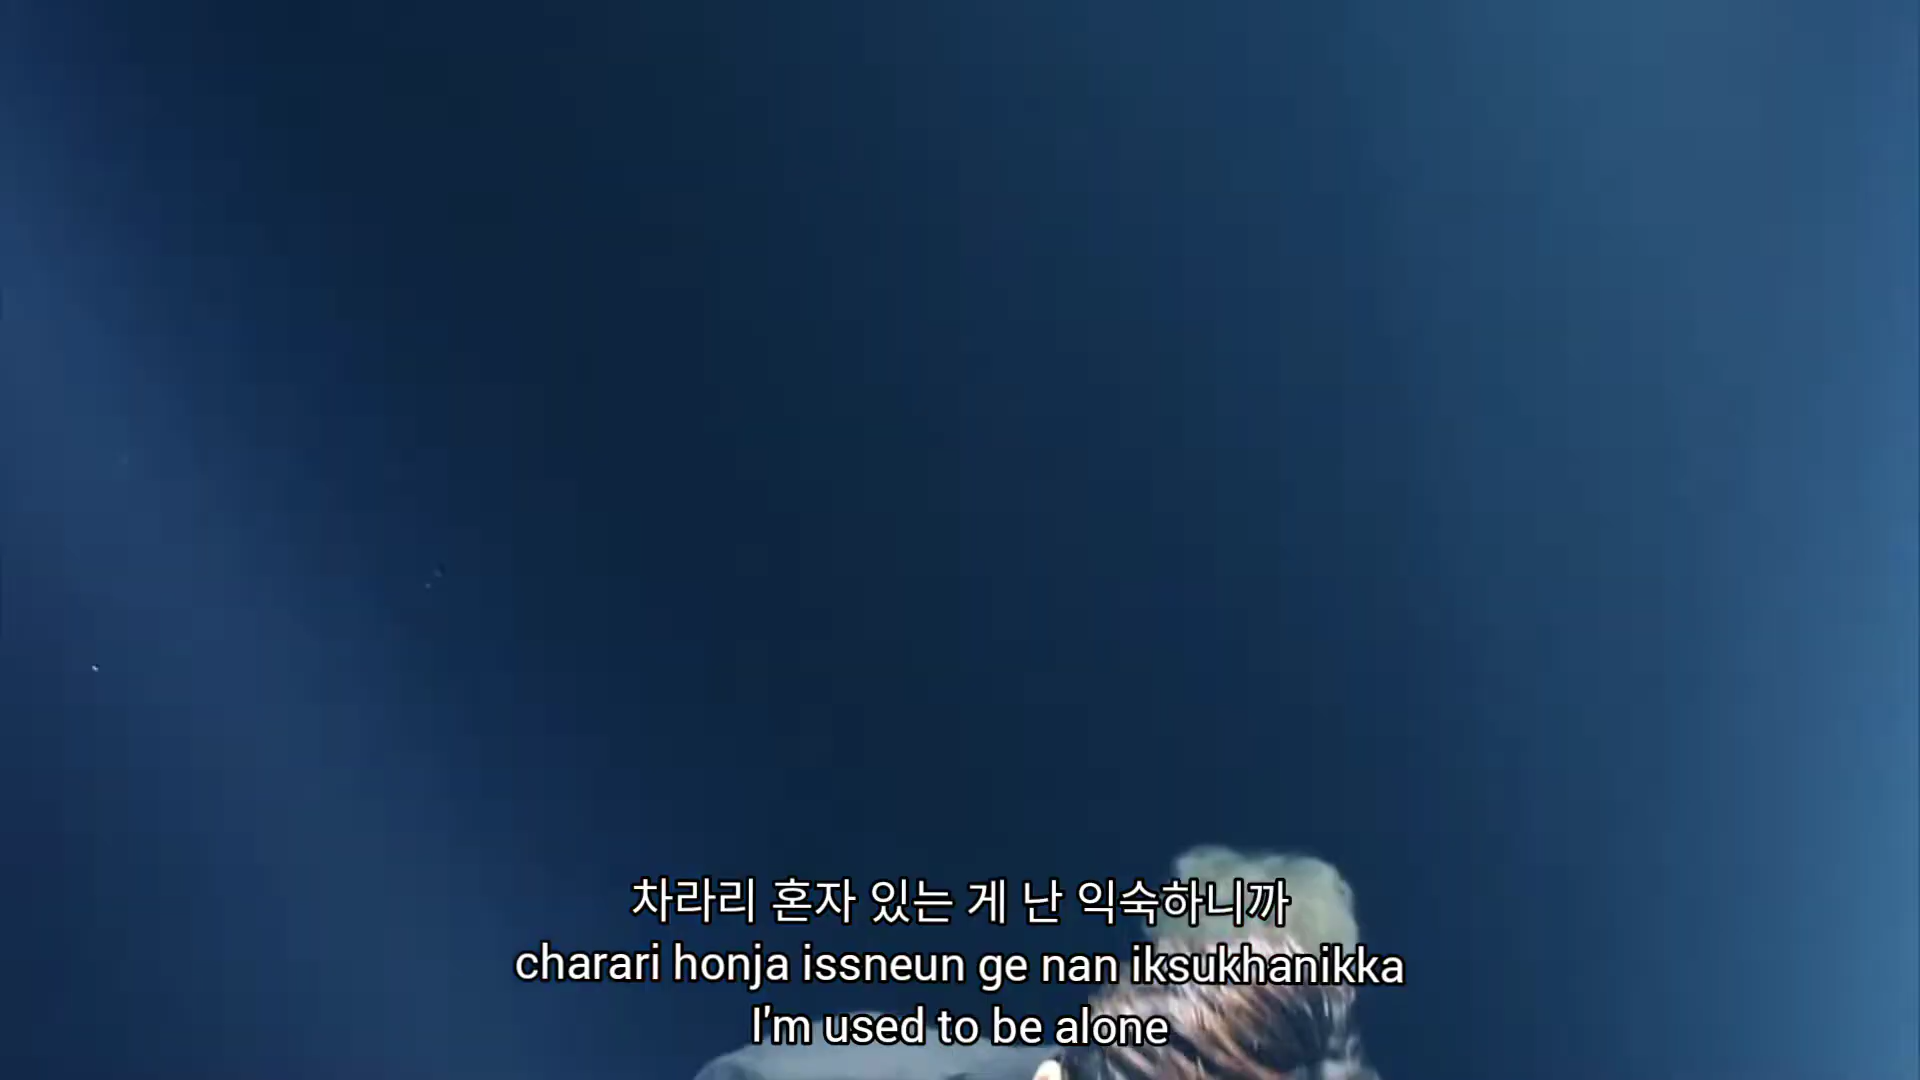 차라리 혼자 있는 게 난 익숙하니까
charari honja issneun ge nan iksukhanikka
I'm used to be alone